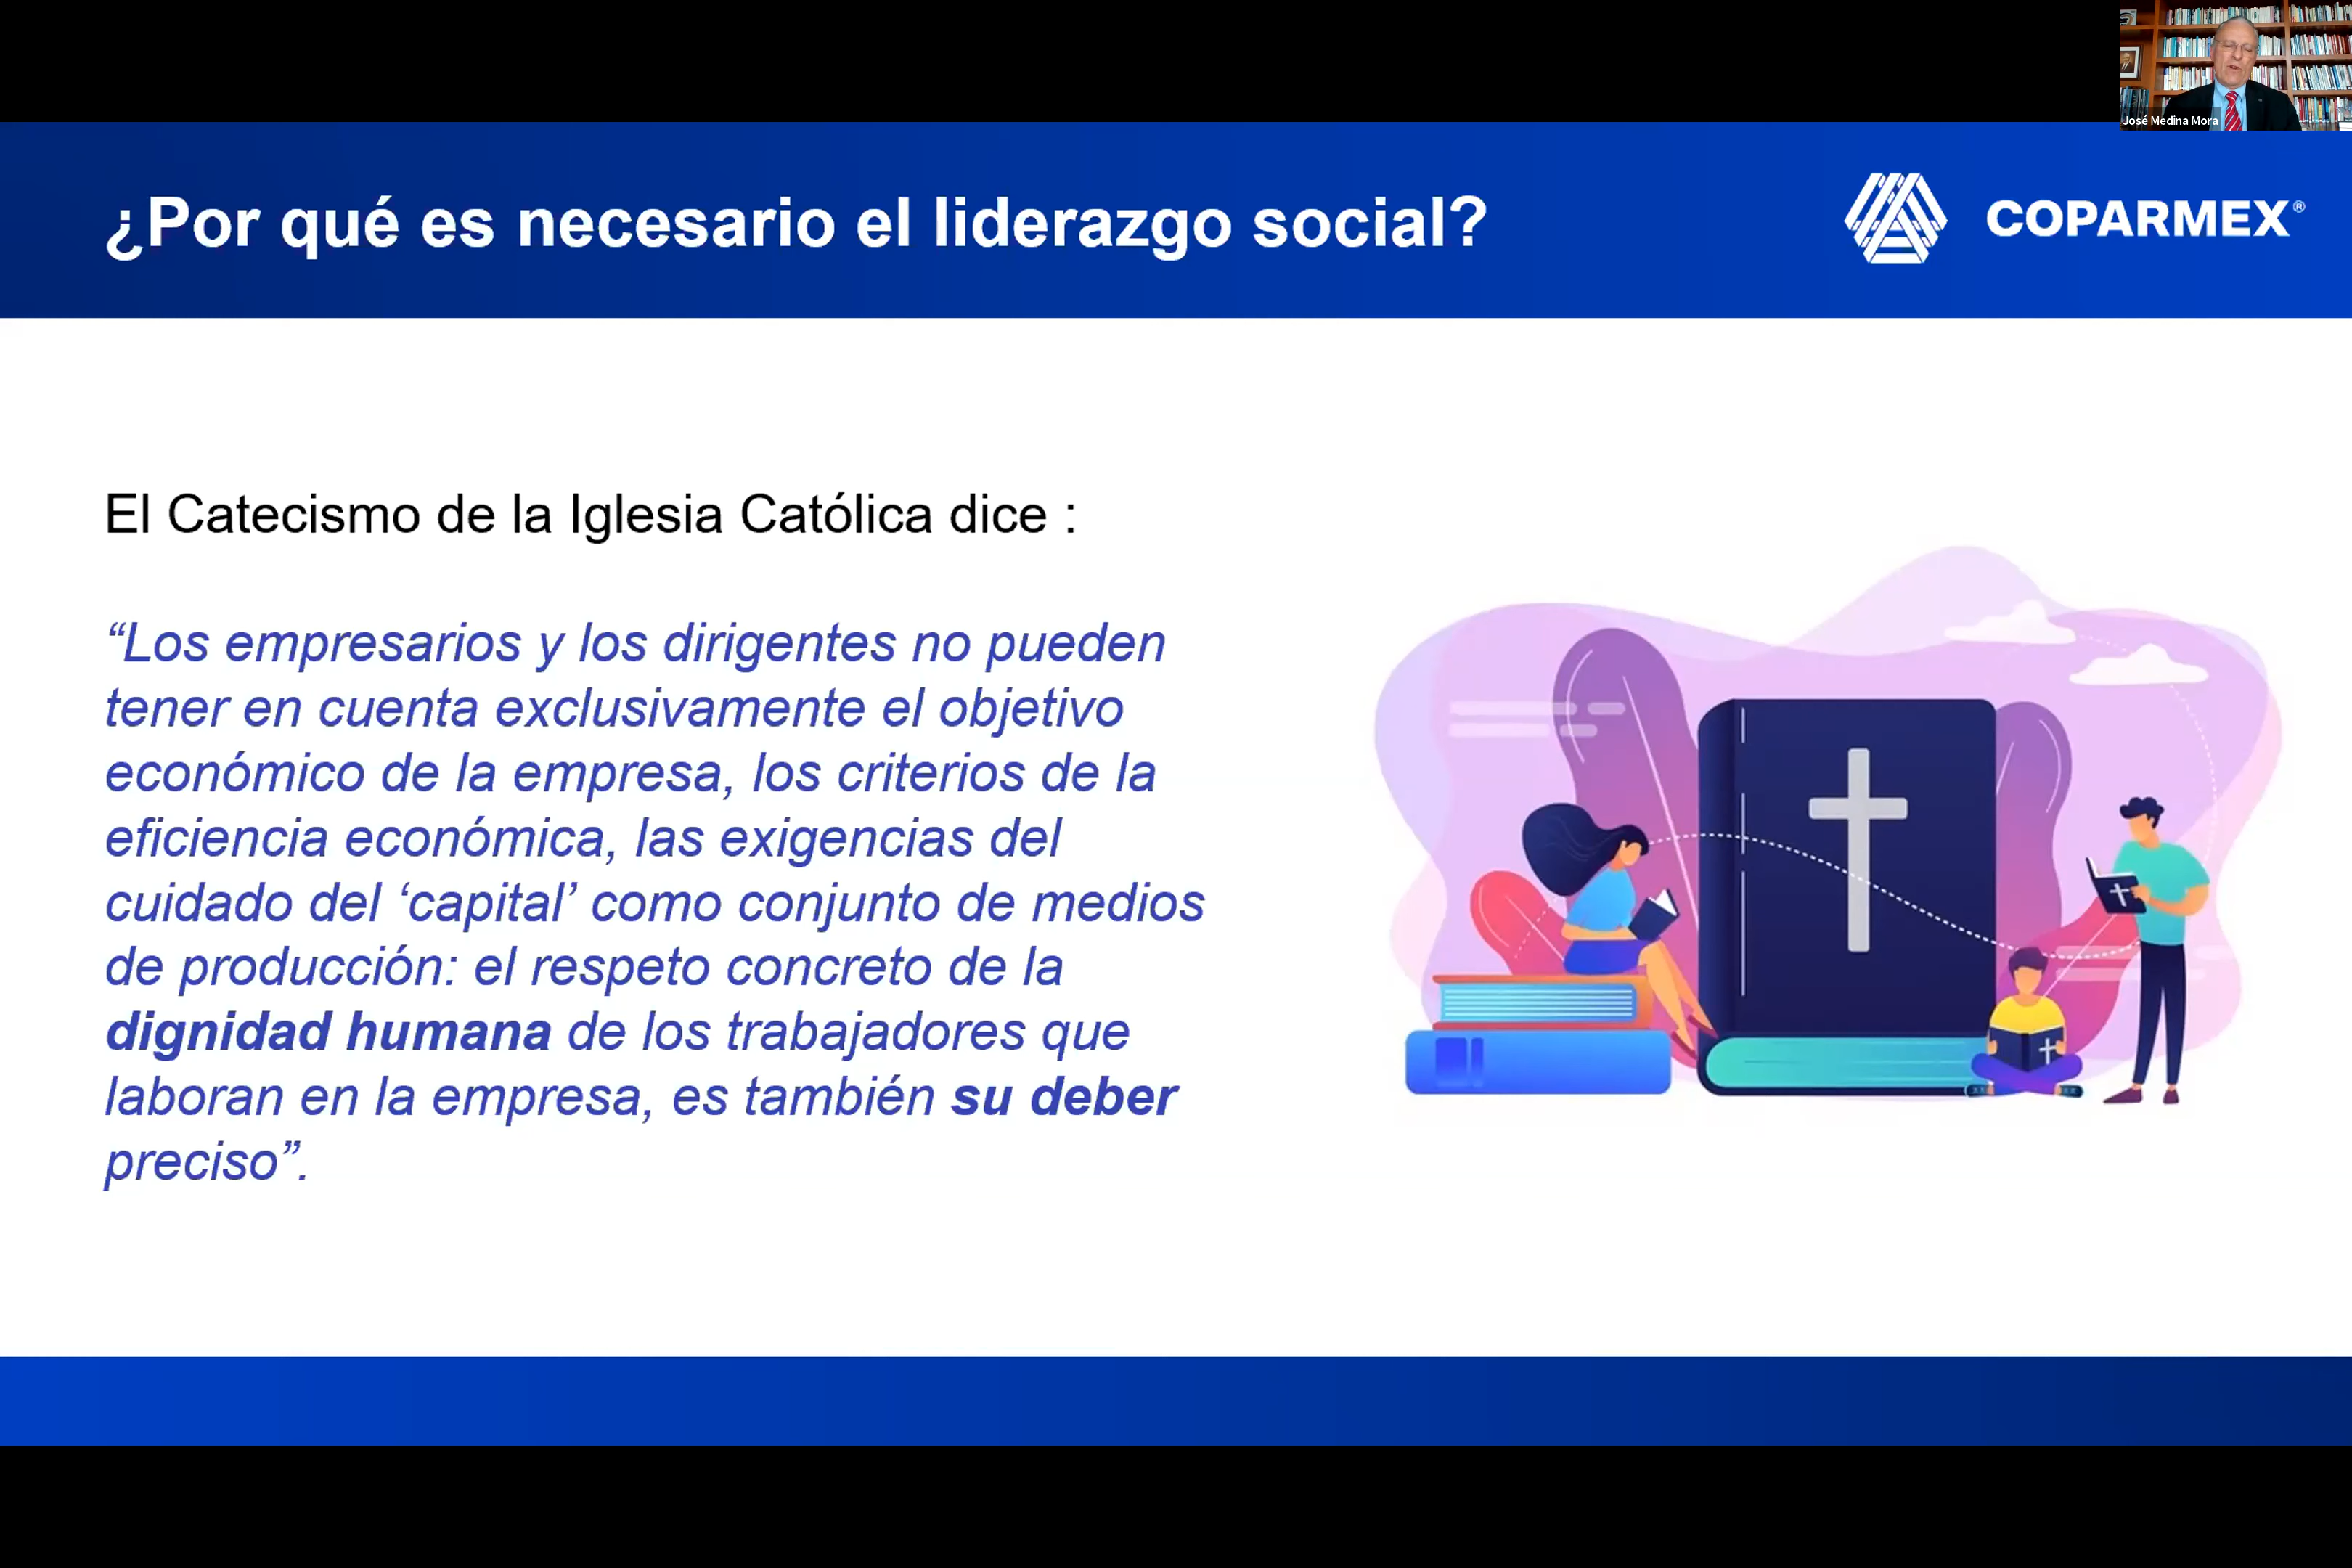 José Medina Mora
¿Por qué es necesario el liderazgo social?
COPARMEX®
El Catecismo de la Iglesia Católica dice :
“Los empresarios y los dirigentes no pueden
tener en cuenta exclusivamente el objetivo
económico de la empresa, los criterios de la
eficiencia económica, las exigencias del
cuidado del ‘capital’ como conjunto de medios
de producción: el respeto concreto de la
dignidad humana de los trabajadores que
laboran en la empresa, es también su deber
preciso”.